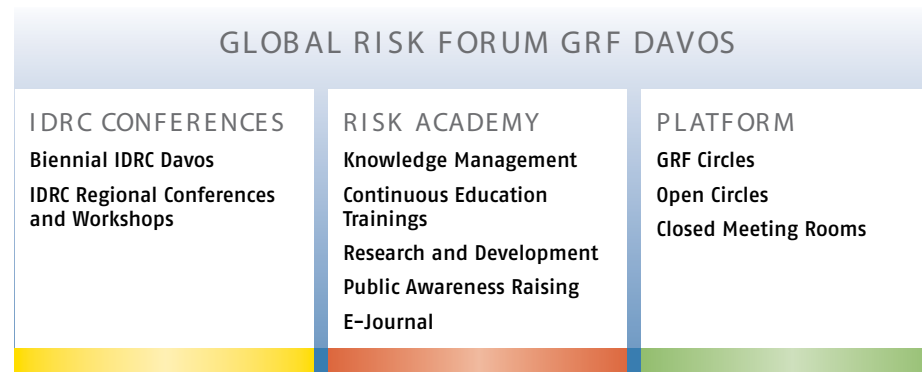 GLOBAL RISK FORUM GRF DAVOS
IDRC CONFERENCES
Biennial IDRC Davos
IDRC Regional Conferences
and Workshops
RISK ACADEMY
Knowledge Management
Continuous Education
Trainings
Research and Development
Public Awareness Raising
E-Journal
PLATFORM
GRF Circles
Open Circles
Closed Meeting Rooms